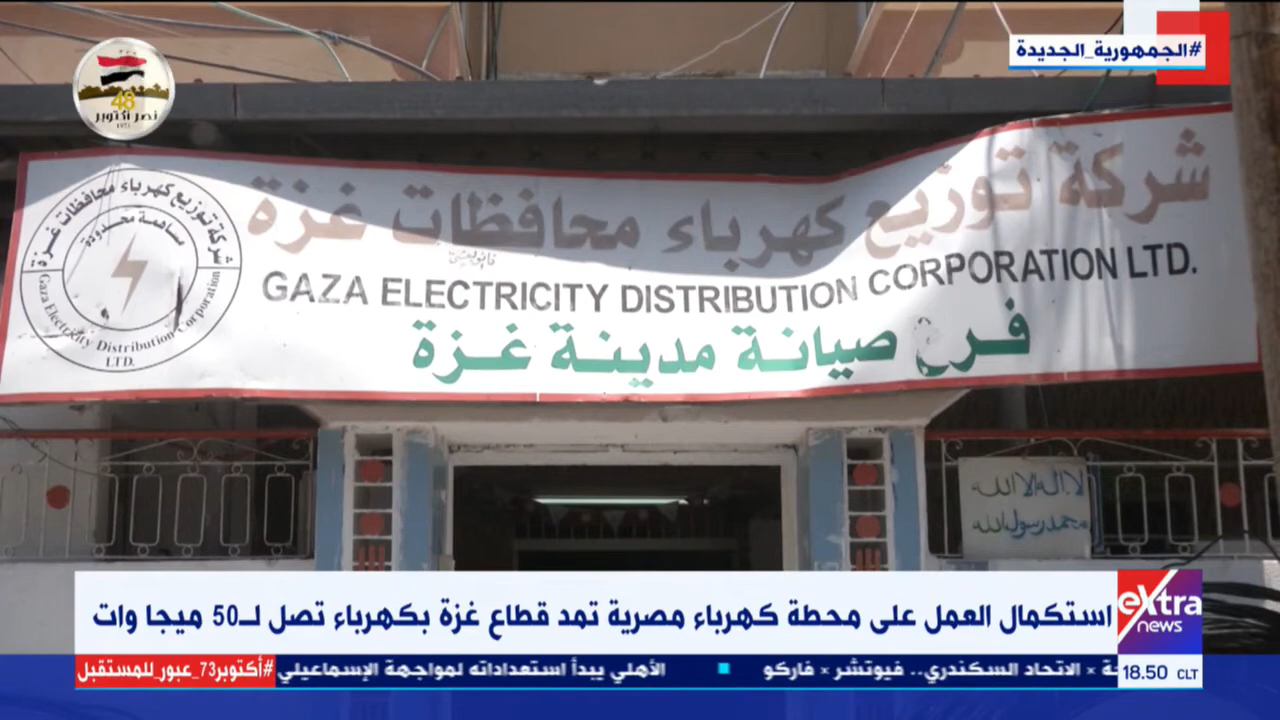 #الجمهورية_الجديدة
48
نصر أكتوبر
1973
شركة توزيع كهرباء محافظات غزة
GAZA ELECTRICITY DISTRIBUTION CORPORATION LTD.
فرع صيانة مدينة غزة
شركة توزيع كهرباء محافظات غزة
مساهمة محدودة
Gaza Electricity Distribution Corporation
LTD.
لا اله الا الله
محمد رسول الله
استكمال العمل على محطة كهرباء مصرية تمد قطاع غزة بكهرباء تصل لـ50 ميجا وات
extra
news
18.50 CLT
× الاتحاد السكندري.. فيوتشر × فاركو
الأهلي يبدأ استعداداته لمواجهة الإسماعيلي
#أكتوبر73_عبور_للمستقبل